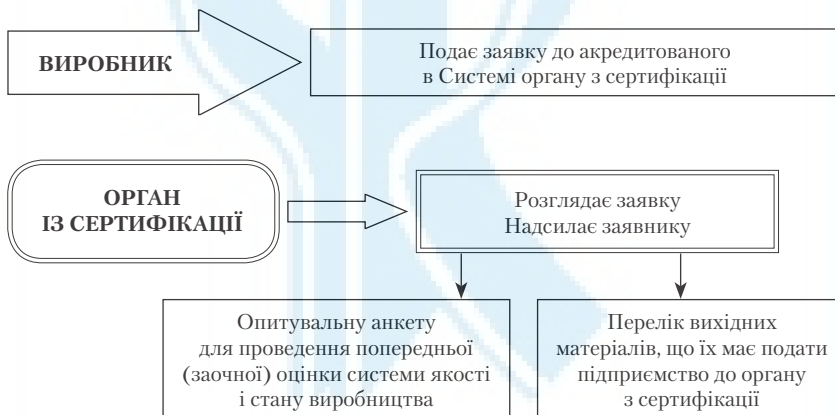 ВИРОБНИК
Подає заявку до акредитованого
в Системі органу з сертифікації
ОРГАН
ІЗ СЕРТИФІКАЦІЇ
Розглядає заявку
Надсилає заявнику
Опитувальну анкету
для проведення попередньої
(заочної) оцінки системи якості
і стану виробництва
Перелік вихідних
матеріалів, що їх має подати
підприємство до органу
з сертифікації